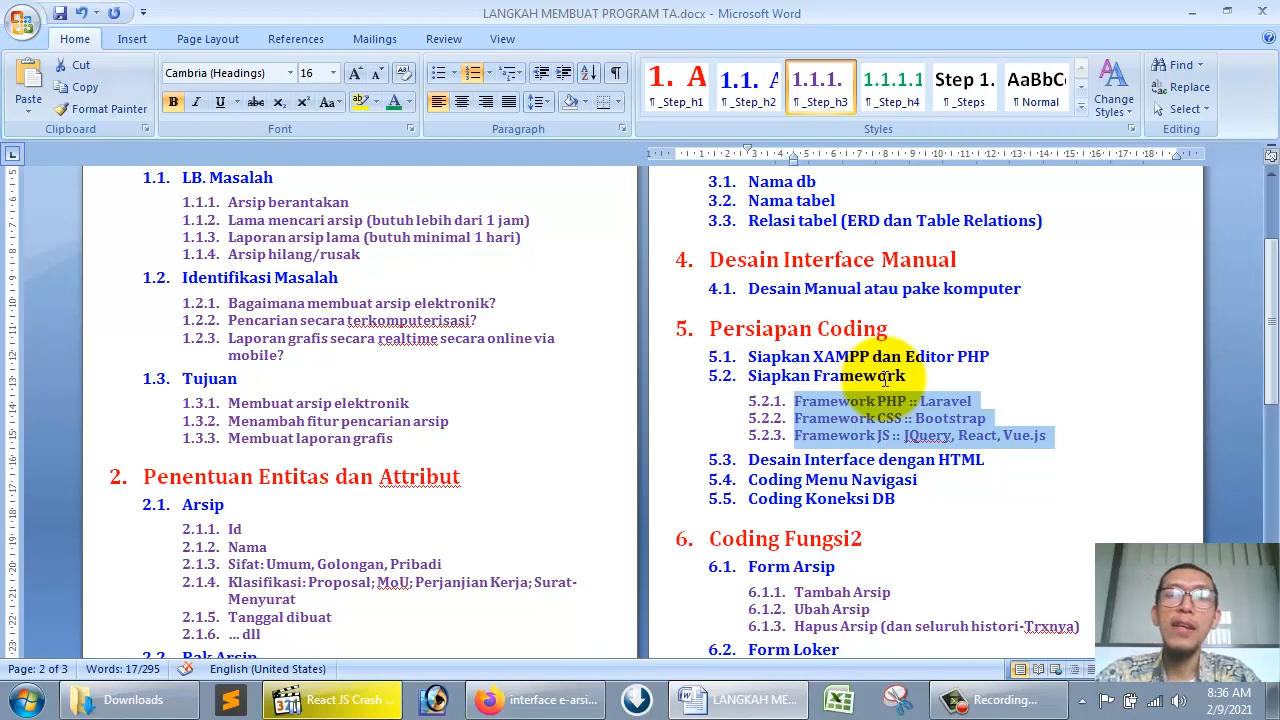 LANGKAH MEMBUAT PROGRAM TA.docx - Microsoft Word
Home Insert Page Layout References Mailings Review View
Paste
Cut
Copy
Format Painter
Clipboard
Cambria (Headings) 16
Font
Paragraph
1. A 1.1. A 1.1.1. 1.1.1.1 Step 1. AaBbCc
¶ _Step_h1 ¶ _Step_h2 ¶ _Step_h3 ¶ _Step_h4 ¶ _Steps ¶ Normal
Change Styles
Styles
Find
Replace
Select
Editing
1.1. LB. Masalah
1.1.1. Arsip berantakan
1.1.2. Lama mencari arsip (butuh lebih dari 1 jam)
1.1.3. Laporan arsip lama (butuh minimal 1 hari)
1.1.4. Arsip hilang/rusak
1.2. Identifikasi Masalah
1.2.1. Bagaimana membuat arsip elektronik?
1.2.2. Pencarian secara terkomputerisasi?
1.2.3. Laporan grafis secara realtime secara online via
mobile?
1.3. Tujuan
1.3.1. Membuat arsip elektronik
1.3.2. Menambah fitur pencarian arsip
1.3.3. Membuat laporan grafis
2. Penentuan Entitas dan Attribut
2.1. Arsip
2.1.1. Id
2.1.2. Nama
2.1.3. Sifat: Umum, Golongan, Pribadi
2.1.4. Klasifikasi: Proposal; MoU; Perjanjian Kerja; Surat-
Menyurat
2.1.5. Tanggal dibuat
2.1.6. ... dll
2.2. Rak Arsip
3.1. Nama db
3.2. Nama tabel
3.3. Relasi tabel (ERD dan Table Relations)
4. Desain Interface Manual
4.1. Desain Manual atau pake komputer
5. Persiapan Coding
5.1. Siapkan XAMPP dan Editor PHP
5.2. Siapkan Framework
5.2.1. Framework PHP :: Laravel
5.2.2. Framework CSS :: Bootstrap
5.2.3. Framework JS :: JQuery, React, Vue.js
5.3. Desain Interface dengan HTML
5.4. Coding Menu Navigasi
5.5. Coding Koneksi DB
6. Coding Fungsi2
6.1. Form Arsip
6.1.1. Tambah Arsip
6.1.2. Ubah Arsip
6.1.3. Hapus Arsip (dan seluruh histori-Trxnya)
6.2. Form Loker
Page: 2 of 3 Words: 17/295 English (United States)
Downloads React JS Crash ... interface e-arsi... LANGKAH ME... Recording...
8:36 AM
2/9/2021